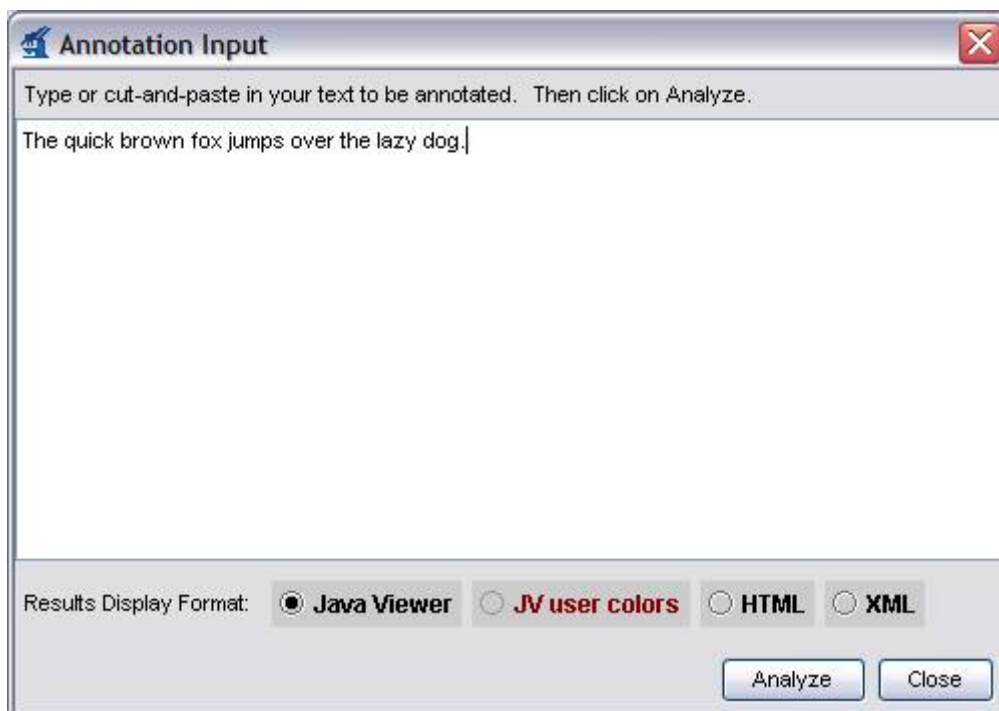 Annotation Input
Type or cut-and-paste in your text to be annotated. Then click on Analyze.
The quick brown fox jumps over the lazy dog.
Results Display Format: Java Viewer JV user colors HTML XML
Analyze Close